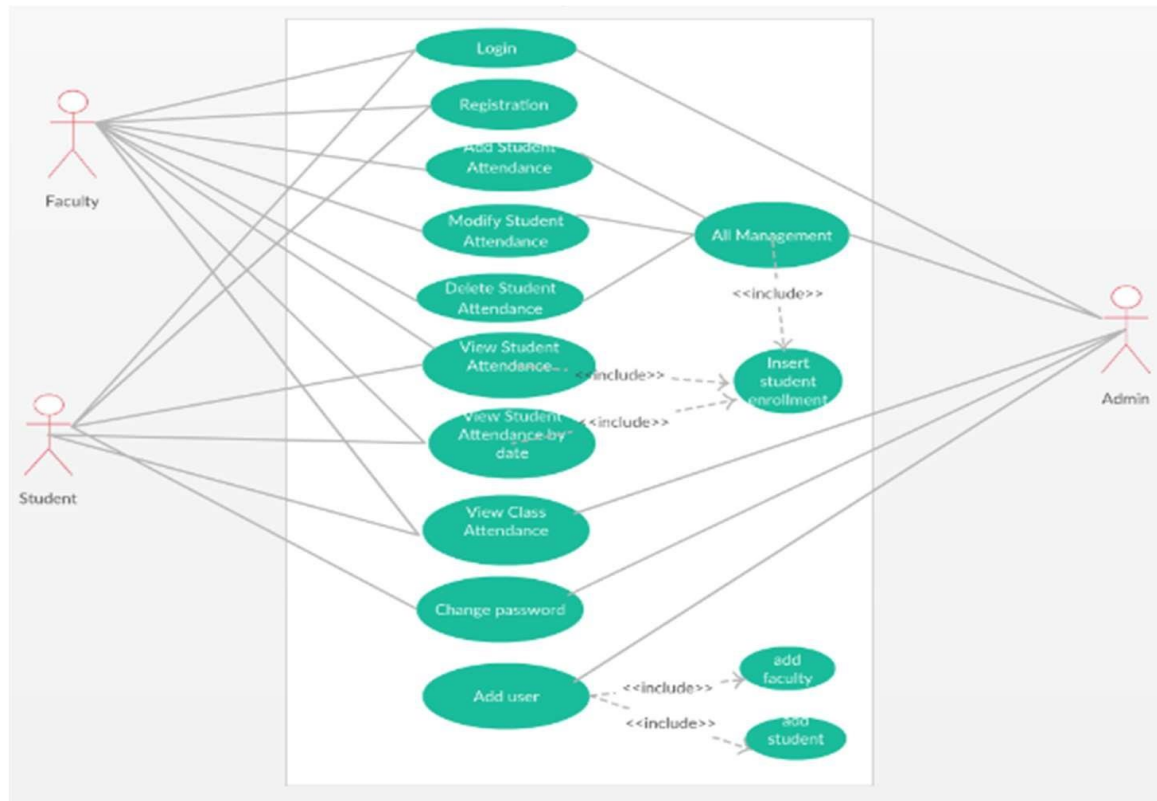 Login
Registration
Add Student
Attendance
Faculty
Modify Student
Attendance
All Management
Delete Student
Attendance
<<include>>
View Student
Attendance
<<include>>
Insert
student
enrollment
Admin
View Student
Attendance by
date
<<include>>
Student
View Class
Attendance
Change password
Add user
<<include>>
add
faculty
<<include>>
add
student